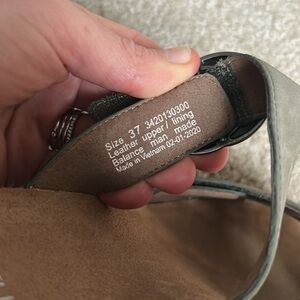 Size 37 3420130300
Leather upper / lining
Balance man made
Made in Vietnam 02-01-2020